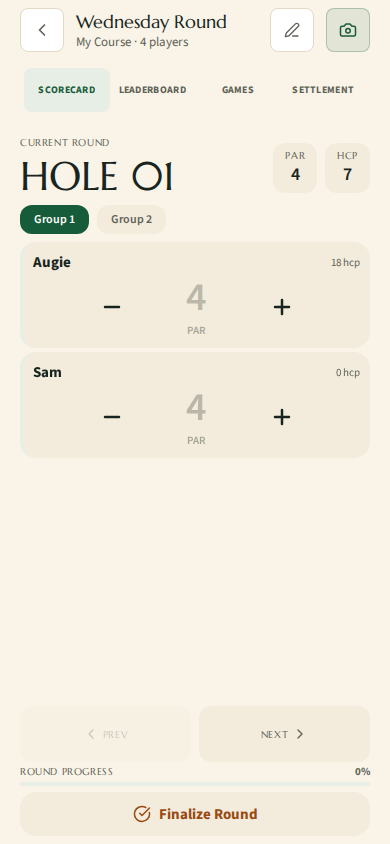 Wednesday Round
My Course · 4 players
SCORECARD
LEADERBOARD
GAMES
SETTLEMENT
CURRENT ROUND
HOLE 01
PAR
4
HCP
7
Group 1
Group 2
Augie
18 hcp
− 4 +
PAR
Sam
0 hcp
− 4 +
PAR
PREV
NEXT
ROUND PROGRESS
0%
Finalize Round